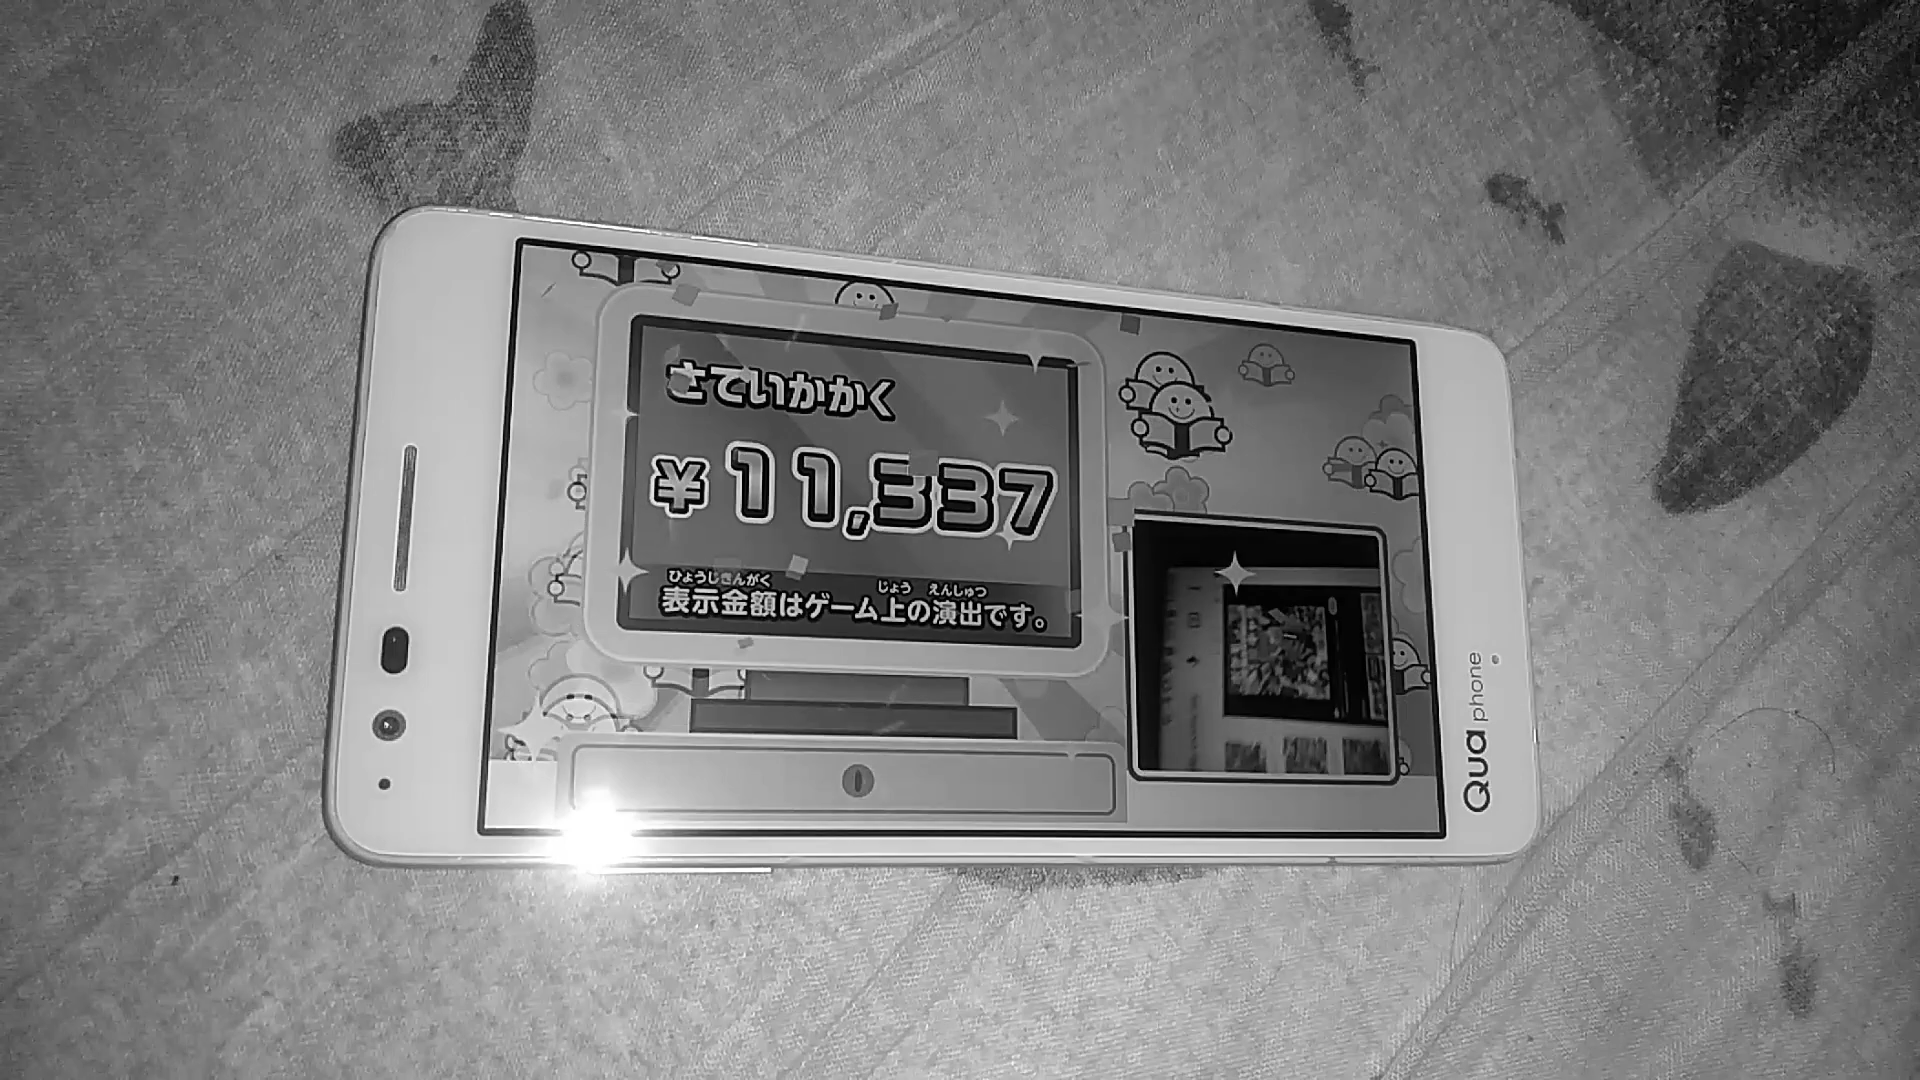 さていかかく
¥11,337
ひょうじきんがく じょう えんしゅつ
表示金額はゲーム上の演出です。
Qua phone